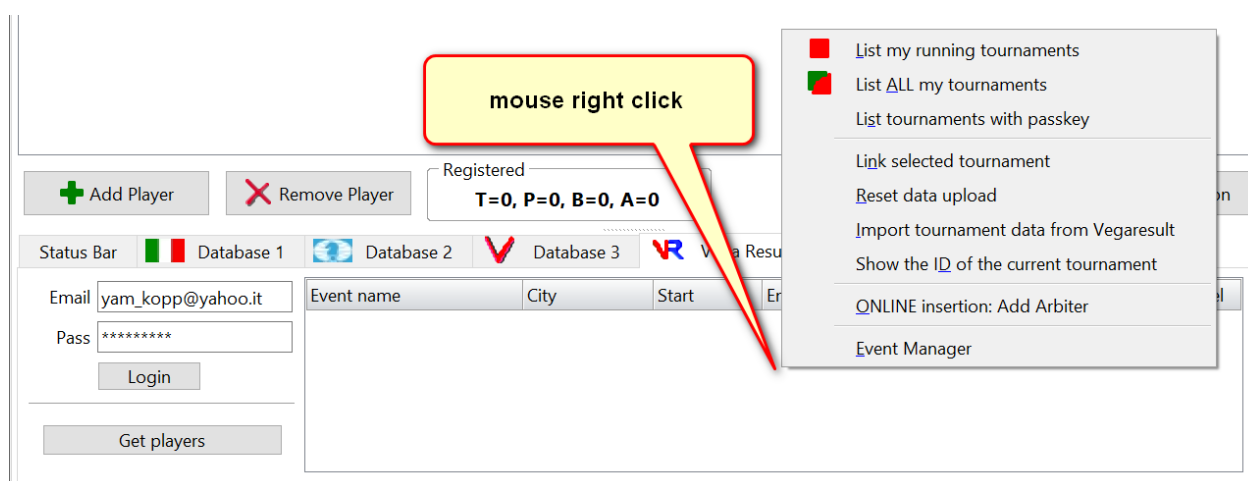 List my running tournaments
List ALL my tournaments
List tournaments with passkey
mouse right click
Link selected tournament
Reset data upload
Import tournament data from Vegaresult
Show the ID of the current tournament
ONLINE insertion: Add Arbiter
Event Manager
Add Player
Remove Player
Registered
T=0, P=0, B=0, A=0
Status Bar
Database 1
Database 2
Database 3
Email
yam_kopp@yahoo.it
Event name
City
Start
Pass
*********
Login
Get players